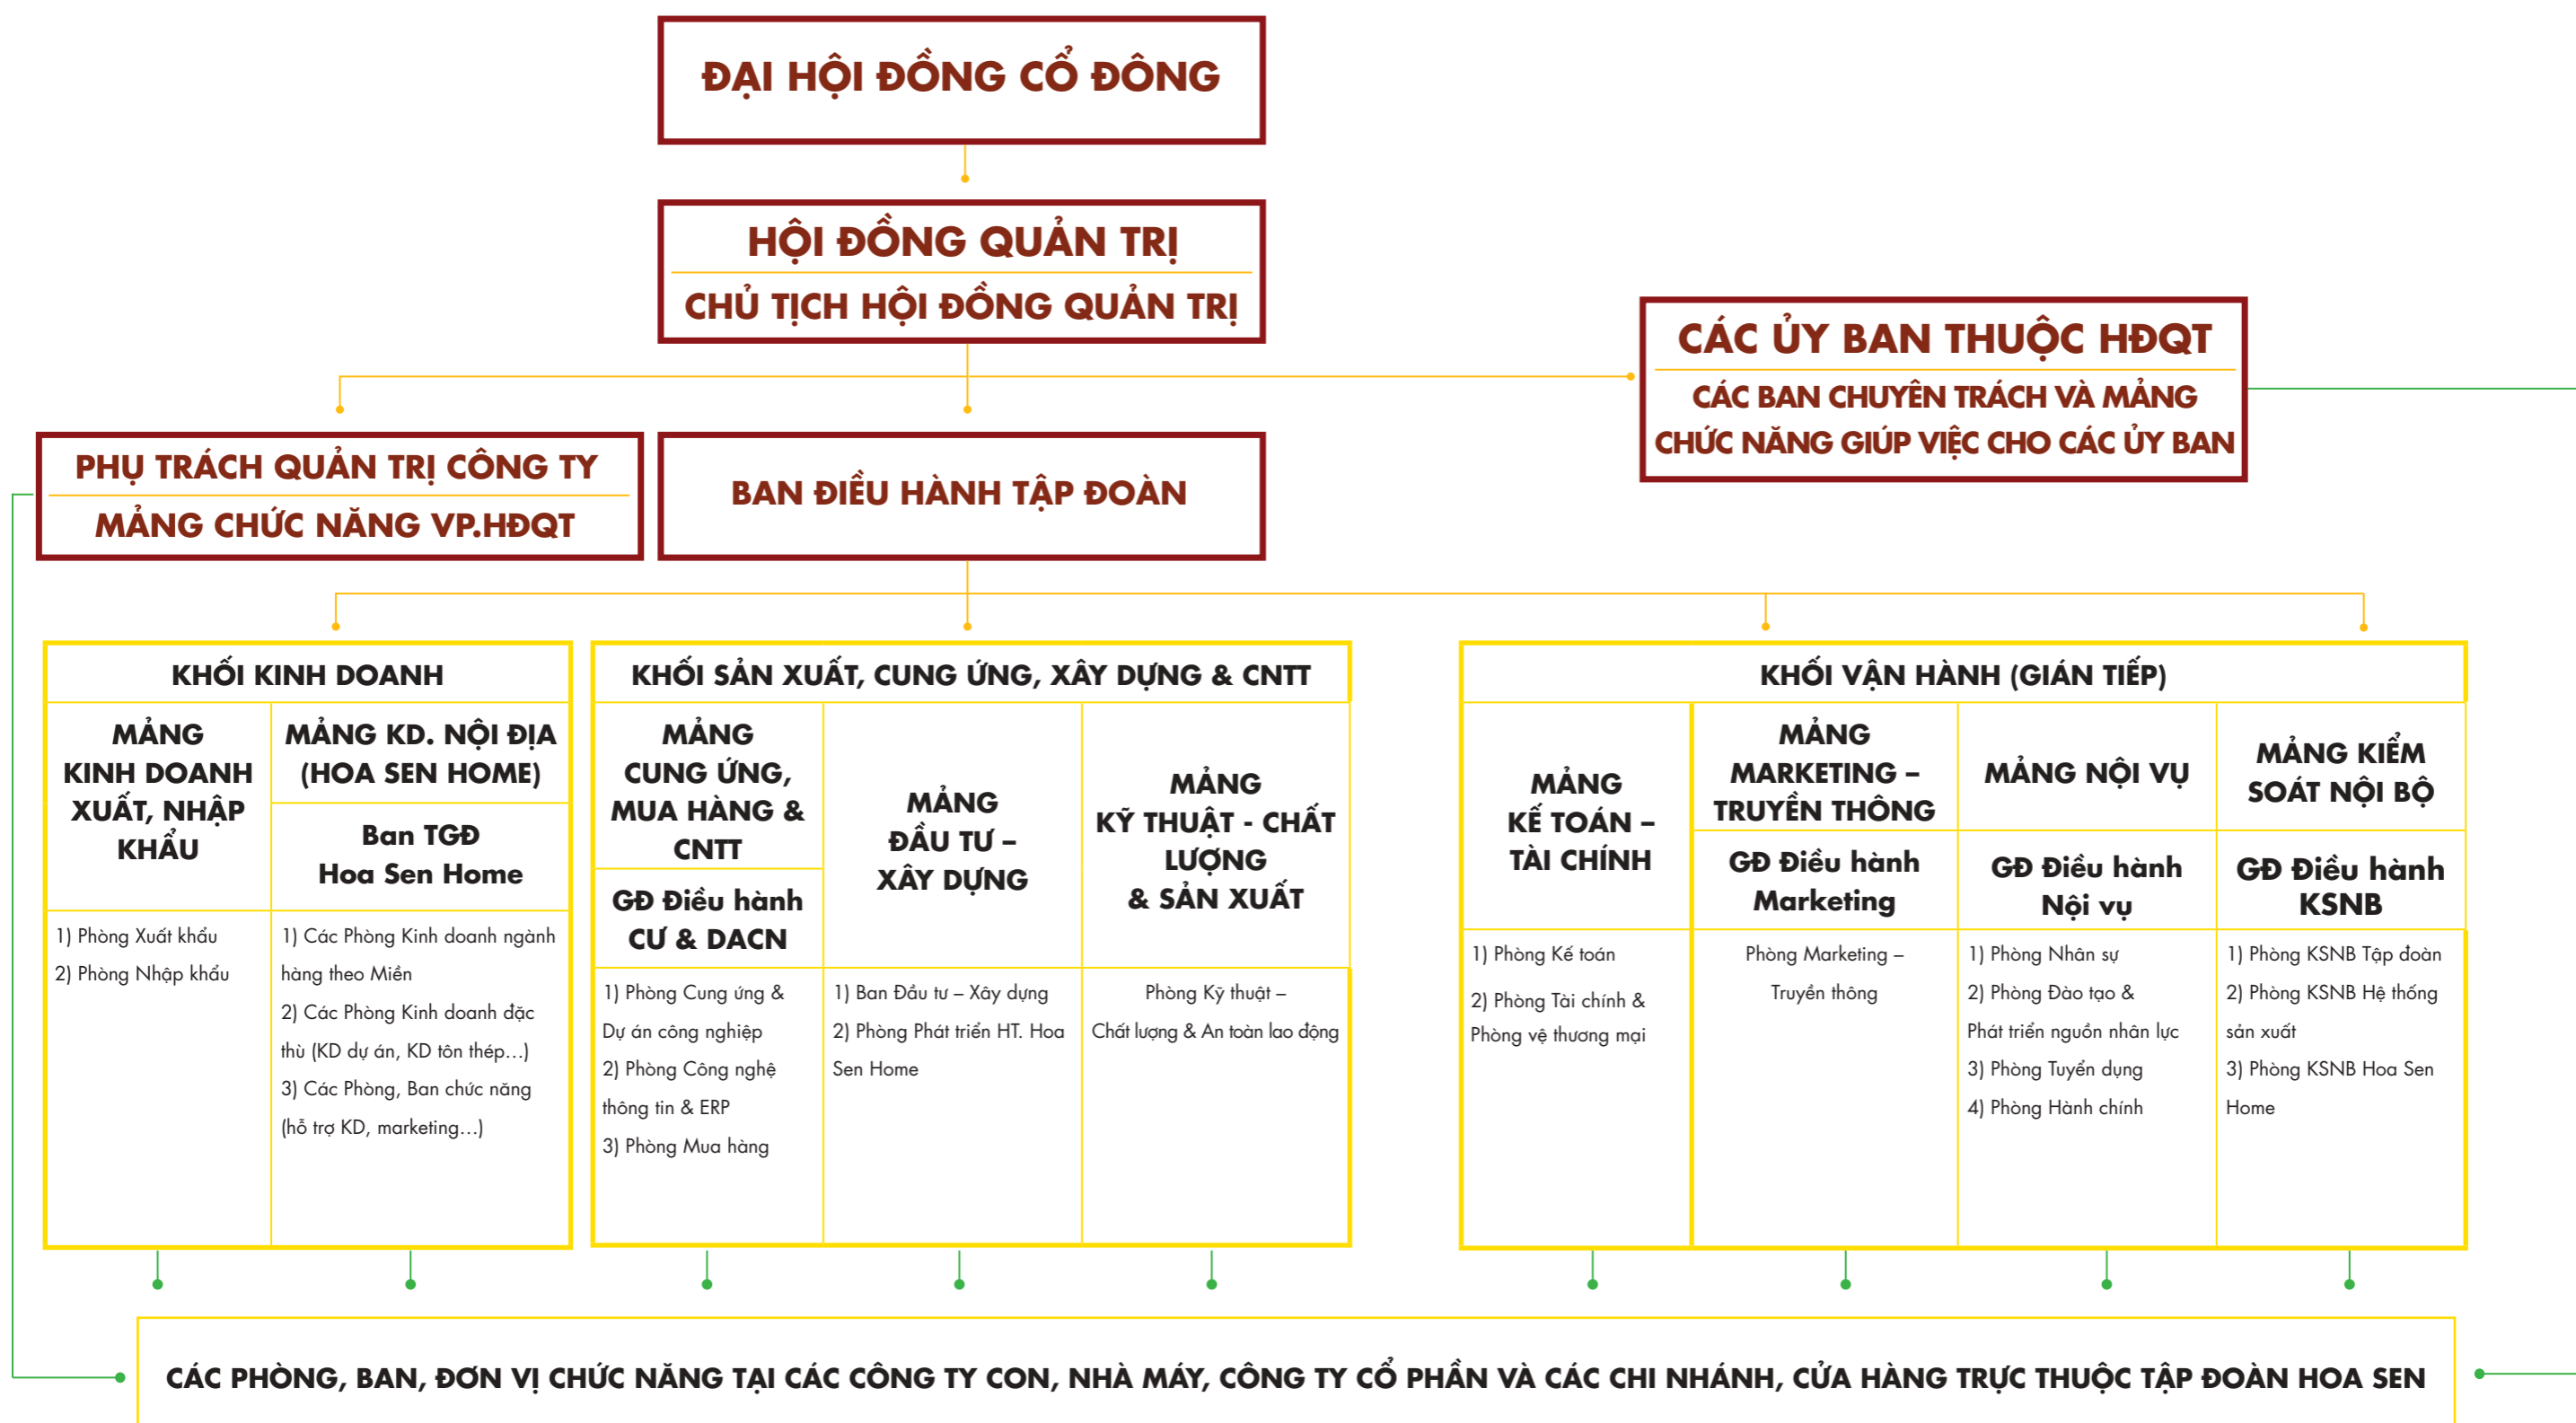 ĐẠI HỘI ĐỒNG CỔ ĐÔNG
HỘI ĐỒNG QUẢN TRỊ
CHỦ TỊCH HỘI ĐỒNG QUẢN TRỊ
CÁC ỦY BAN THUỘC HĐQT
CÁC BAN CHUYÊN TRÁCH VÀ MẢNG
CHỨC NĂNG GIÚP VIỆC CHO CÁC ỦY BAN
PHỤ TRÁCH QUẢN TRỊ CÔNG TY
MẢNG CHỨC NĂNG VP.HĐQT
BAN ĐIỀU HÀNH TẬP ĐOÀN
KHỐI KINH DOANH
MẢNG
KINH DOANH
XUẤT, NHẬP
KHẨU
1) Phòng Xuất khẩu
2) Phòng Nhập khẩu
MẢNG KD. NỘI ĐỊA
(HOA SEN HOME)
Ban TGĐ
Hoa Sen Home
1) Các Phòng Kinh doanh ngành
hàng theo Miền
2) Các Phòng Kinh doanh đặc
thù (KD dự án, KD tôn thép...)
3) Các Phòng, Ban chức năng
(hỗ trợ KD, marketing...)
KHỐI SẢN XUẤT, CUNG ỨNG, XÂY DỰNG & CNTT
MẢNG
CUNG ỨNG,
MUA HÀNG &
CNTT
GĐ Điều hành
CƯ & DACN
1) Phòng Cung ứng &
Dự án công nghiệp
2) Phòng Công nghệ
thông tin & ERP
3) Phòng Mua hàng
MẢNG
ĐẦU TƯ –
XÂY DỰNG
1) Ban Đầu tư – Xây dựng
2) Phòng Phát triển HT. Hoa
Sen Home
MẢNG
KỸ THUẬT - CHẤT
LƯỢNG
& SẢN XUẤT
Phòng Kỹ thuật –
Chất lượng & An toàn lao động
KHỐI VẬN HÀNH (GIÁN TIẾP)
MẢNG
KẾ TOÁN –
TÀI CHÍNH
1) Phòng Kế toán
2) Phòng Tài chính &
Phòng vệ thương mại
MẢNG
MARKETING –
TRUYỀN THÔNG
GĐ Điều hành
Marketing
Phòng Marketing –
Truyền thông
MẢNG NỘI VỤ
GĐ Điều hành
Nội vụ
1) Phòng Nhân sự
2) Phòng Đào tạo &
Phát triển nguồn nhân lực
3) Phòng Tuyển dụng
4) Phòng Hành chính
MẢNG KIỂM
SOÁT NỘI BỘ
GĐ Điều hành
KSNB
1) Phòng KSNB Tập đoàn
2) Phòng KSNB Hệ thống
sản xuất
3) Phòng KSNB Hoa Sen
Home
CÁC PHÒNG, BAN, ĐƠN VỊ CHỨC NĂNG TẠI CÁC CÔNG TY CON, NHÀ MÁY, CÔNG TY CỔ PHẦN VÀ CÁC CHI NHÁNH, CỬA HÀNG TRỰC THUỘC TẬP ĐOÀN HOA SEN